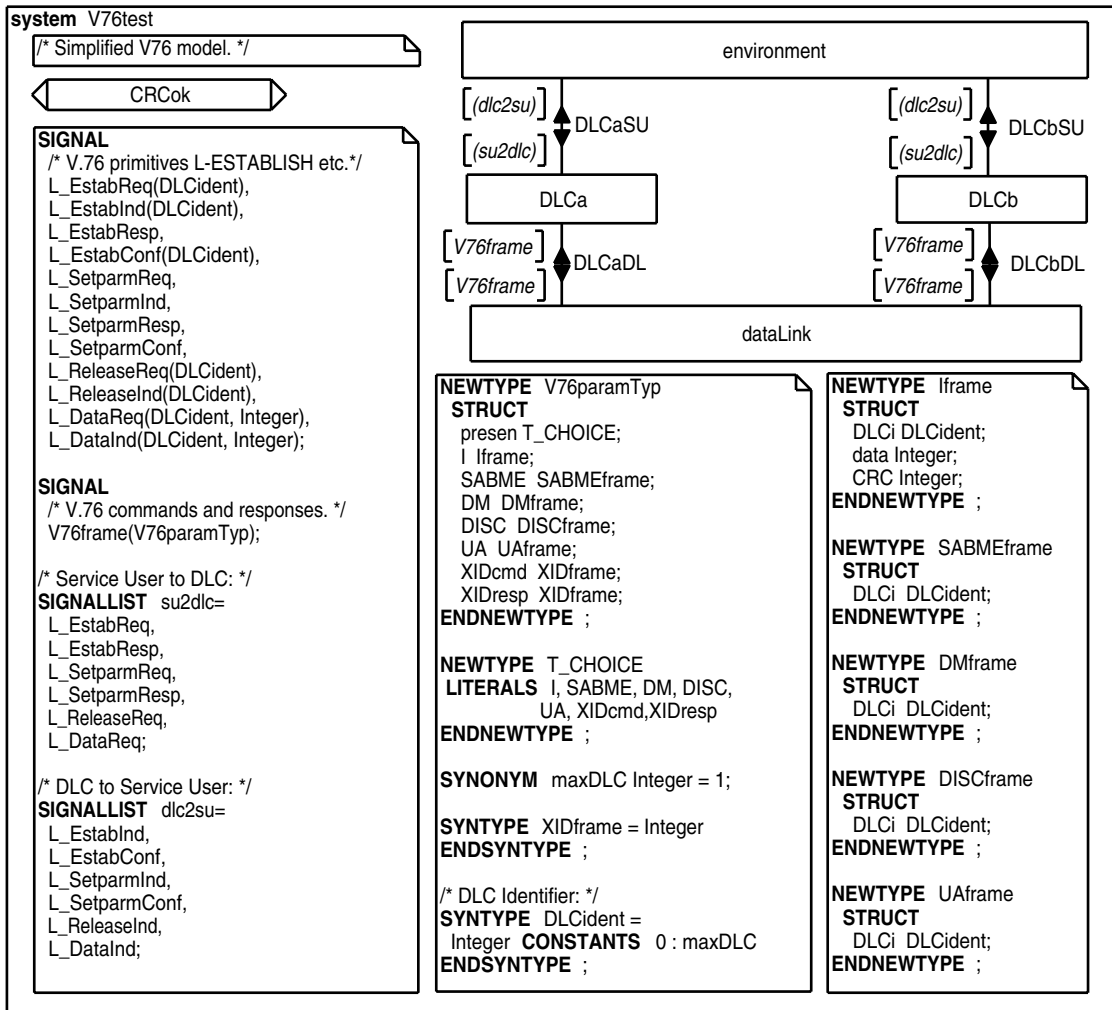 system V76test
/* Simplified V76 model. */
CRCok
SIGNAL
/* V.76 primitives L-ESTABLISH etc.*/
L_EstabReq(DLCident),
L_EstabInd(DLCident),
L_EstabResp,
L_EstabConf(DLCident),
L_SetparmReq,
L_SetparmInd,
L_SetparmResp,
L_SetparmConf,
L_ReleaseReq(DLCident),
L_ReleaseInd(DLCident),
L_DataReq(DLCident, Integer),
L_DataInd(DLCident, Integer);
SIGNAL
/* V.76 commands and responses. */
V76frame(V76paramTyp);
/* Service User to DLC: */
SIGNALLIST su2dlc=
L_EstabReq,
L_EstabResp,
L_SetparmReq,
L_SetparmResp,
L_ReleaseReq,
L_DataReq;
/* DLC to Service User: */
SIGNALLIST dlc2su=
L_EstabInd,
L_EstabConf,
L_SetparmInd,
L_SetparmConf,
L_ReleaseInd,
L_DataInd;
environment
[(dlc2su)]
DLCaSU
[(su2dlc)]
DLCa
[V76frame]
DLCaDL
[V76frame]
[(dlc2su)]
DLCbSU
[(su2dlc)]
DLCb
[V76frame]
DLCbDL
[V76frame]
dataLink
NEWTYPE V76paramTyp
STRUCT
presen T_CHOICE;
I Iframe;
SABME SABMEframe;
DM DMframe;
DISC DISCframe;
UA UAframe;
XIDcmd XIDframe;
XIDresp XIDframe;
ENDNEWTYPE ;
NEWTYPE T_CHOICE
LITERALS I, SABME, DM, DISC,
UA, XIDcmd,XIDresp
ENDNEWTYPE ;
SYNONYM maxDLC Integer = 1;
SYNTYPE XIDframe = Integer
ENDSYNTYPE ;
/* DLC Identifier: */
SYNTYPE DLCident =
Integer CONSTANTS 0 : maxDLC
ENDSYNTYPE ;
NEWTYPE Iframe
STRUCT
DLCi DLCident;
data Integer;
CRC Integer;
ENDNEWTYPE ;
NEWTYPE SABMEframe
STRUCT
DLCi DLCident;
ENDNEWTYPE ;
NEWTYPE DMframe
STRUCT
DLCi DLCident;
ENDNEWTYPE ;
NEWTYPE DISCframe
STRUCT
DLCi DLCident;
ENDNEWTYPE ;
NEWTYPE UAframe
STRUCT
DLCi DLCident;
ENDNEWTYPE ;